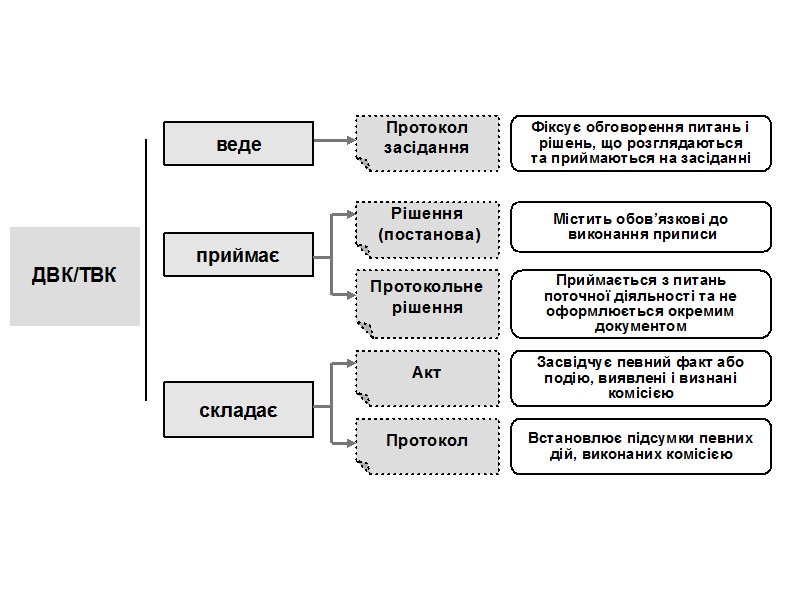 ДВК/ТВК
веде
Протокол
засідання
Фіксує обговорення питань і
рішень, що розглядаються
та приймаються на засіданні
приймає
Рішення
(постанова)
Містить обов’язкові до
виконання приписи
Протокольне
рішення
Приймається з питань
поточної діяльності та не
оформлюється окремим
документом
складає
Акт
Засвідчує певний факт або
подію, виявлені і визнані
комісією
Протокол
Встановлює підсумки певних
дій, виконаних комісією